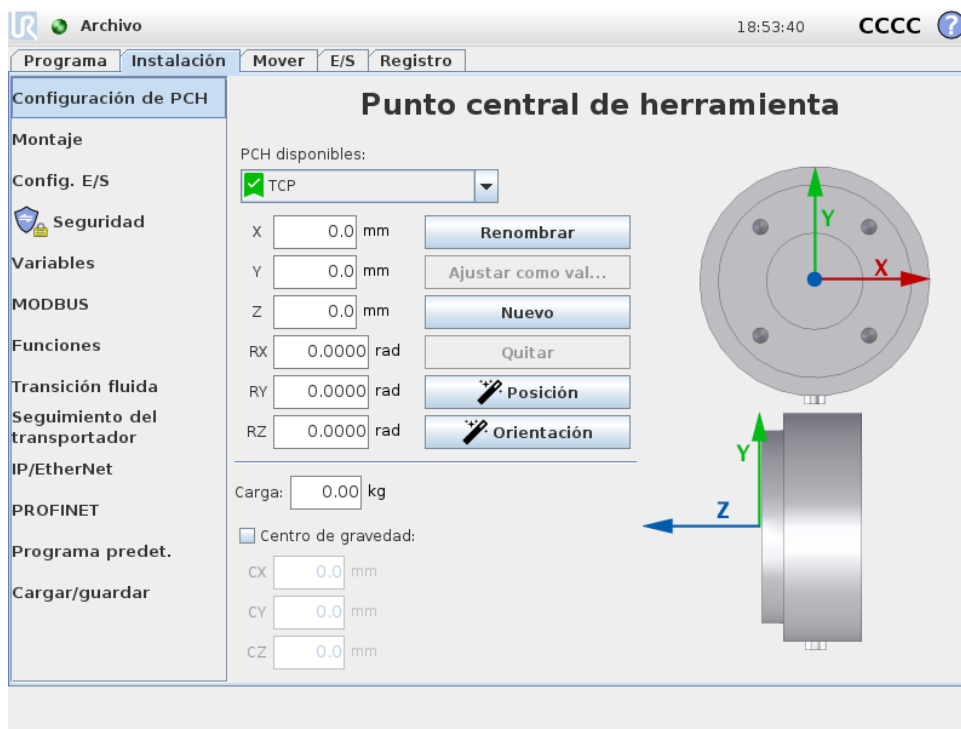 UR Archivo 18:53:40 CCCC ?
Programa Instalación Mover E/S Registro
Configuración de PCH
Montaje
Config. E/S
Seguridad
Variables
MODBUS
Funciones
Transición fluida
Seguimiento del
transportador
IP/EtherNet
PROFINET
Programa predet.
Cargar/guardar
Punto central de herramienta
PCH disponibles:
TCP
X 0.0 mm Renombrar
Y 0.0 mm Ajustar como val...
Z 0.0 mm Nuevo
RX 0.0000 rad Quitar
RY 0.0000 rad Posición
RZ 0.0000 rad Orientación
Carga: 0.00 kg
Centro de gravedad:
CX 0.0 mm
CY 0.0 mm
CZ 0.0 mm
Y
X
Y
Z